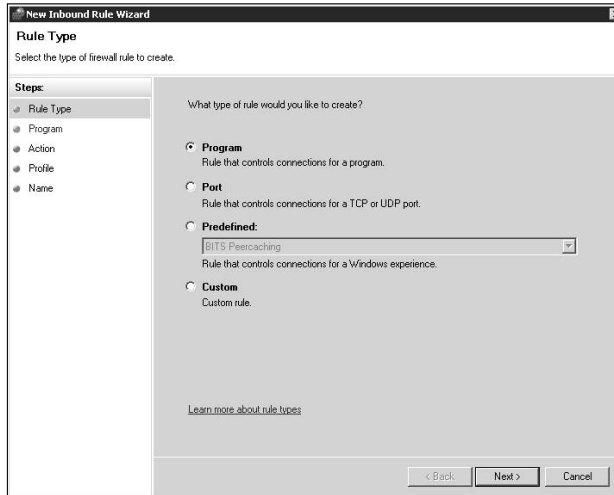 New Inbound Rule Wizard
Rule Type
Select the type of firewall rule to create.
Steps:
Rule Type
Program
Action
Profile
Name
What type of rule would you like to create?
Program
Rule that controls connections for a program.
Port
Rule that controls connections for a TCP or UDP port.
Predefined:
BITS Peercaching
Rule that controls connections for a Windows experience.
Custom
Custom rule.
Learn more about rule types
< Back
Next >
Cancel